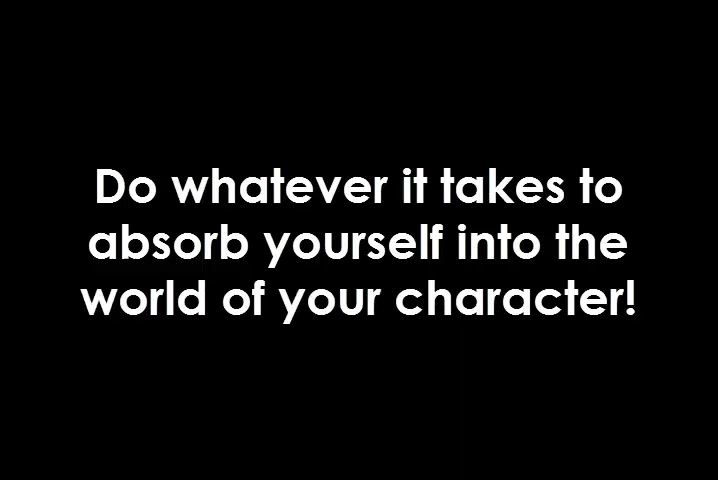 Do whatever it takes to
absorb yourself into the
world of your character!